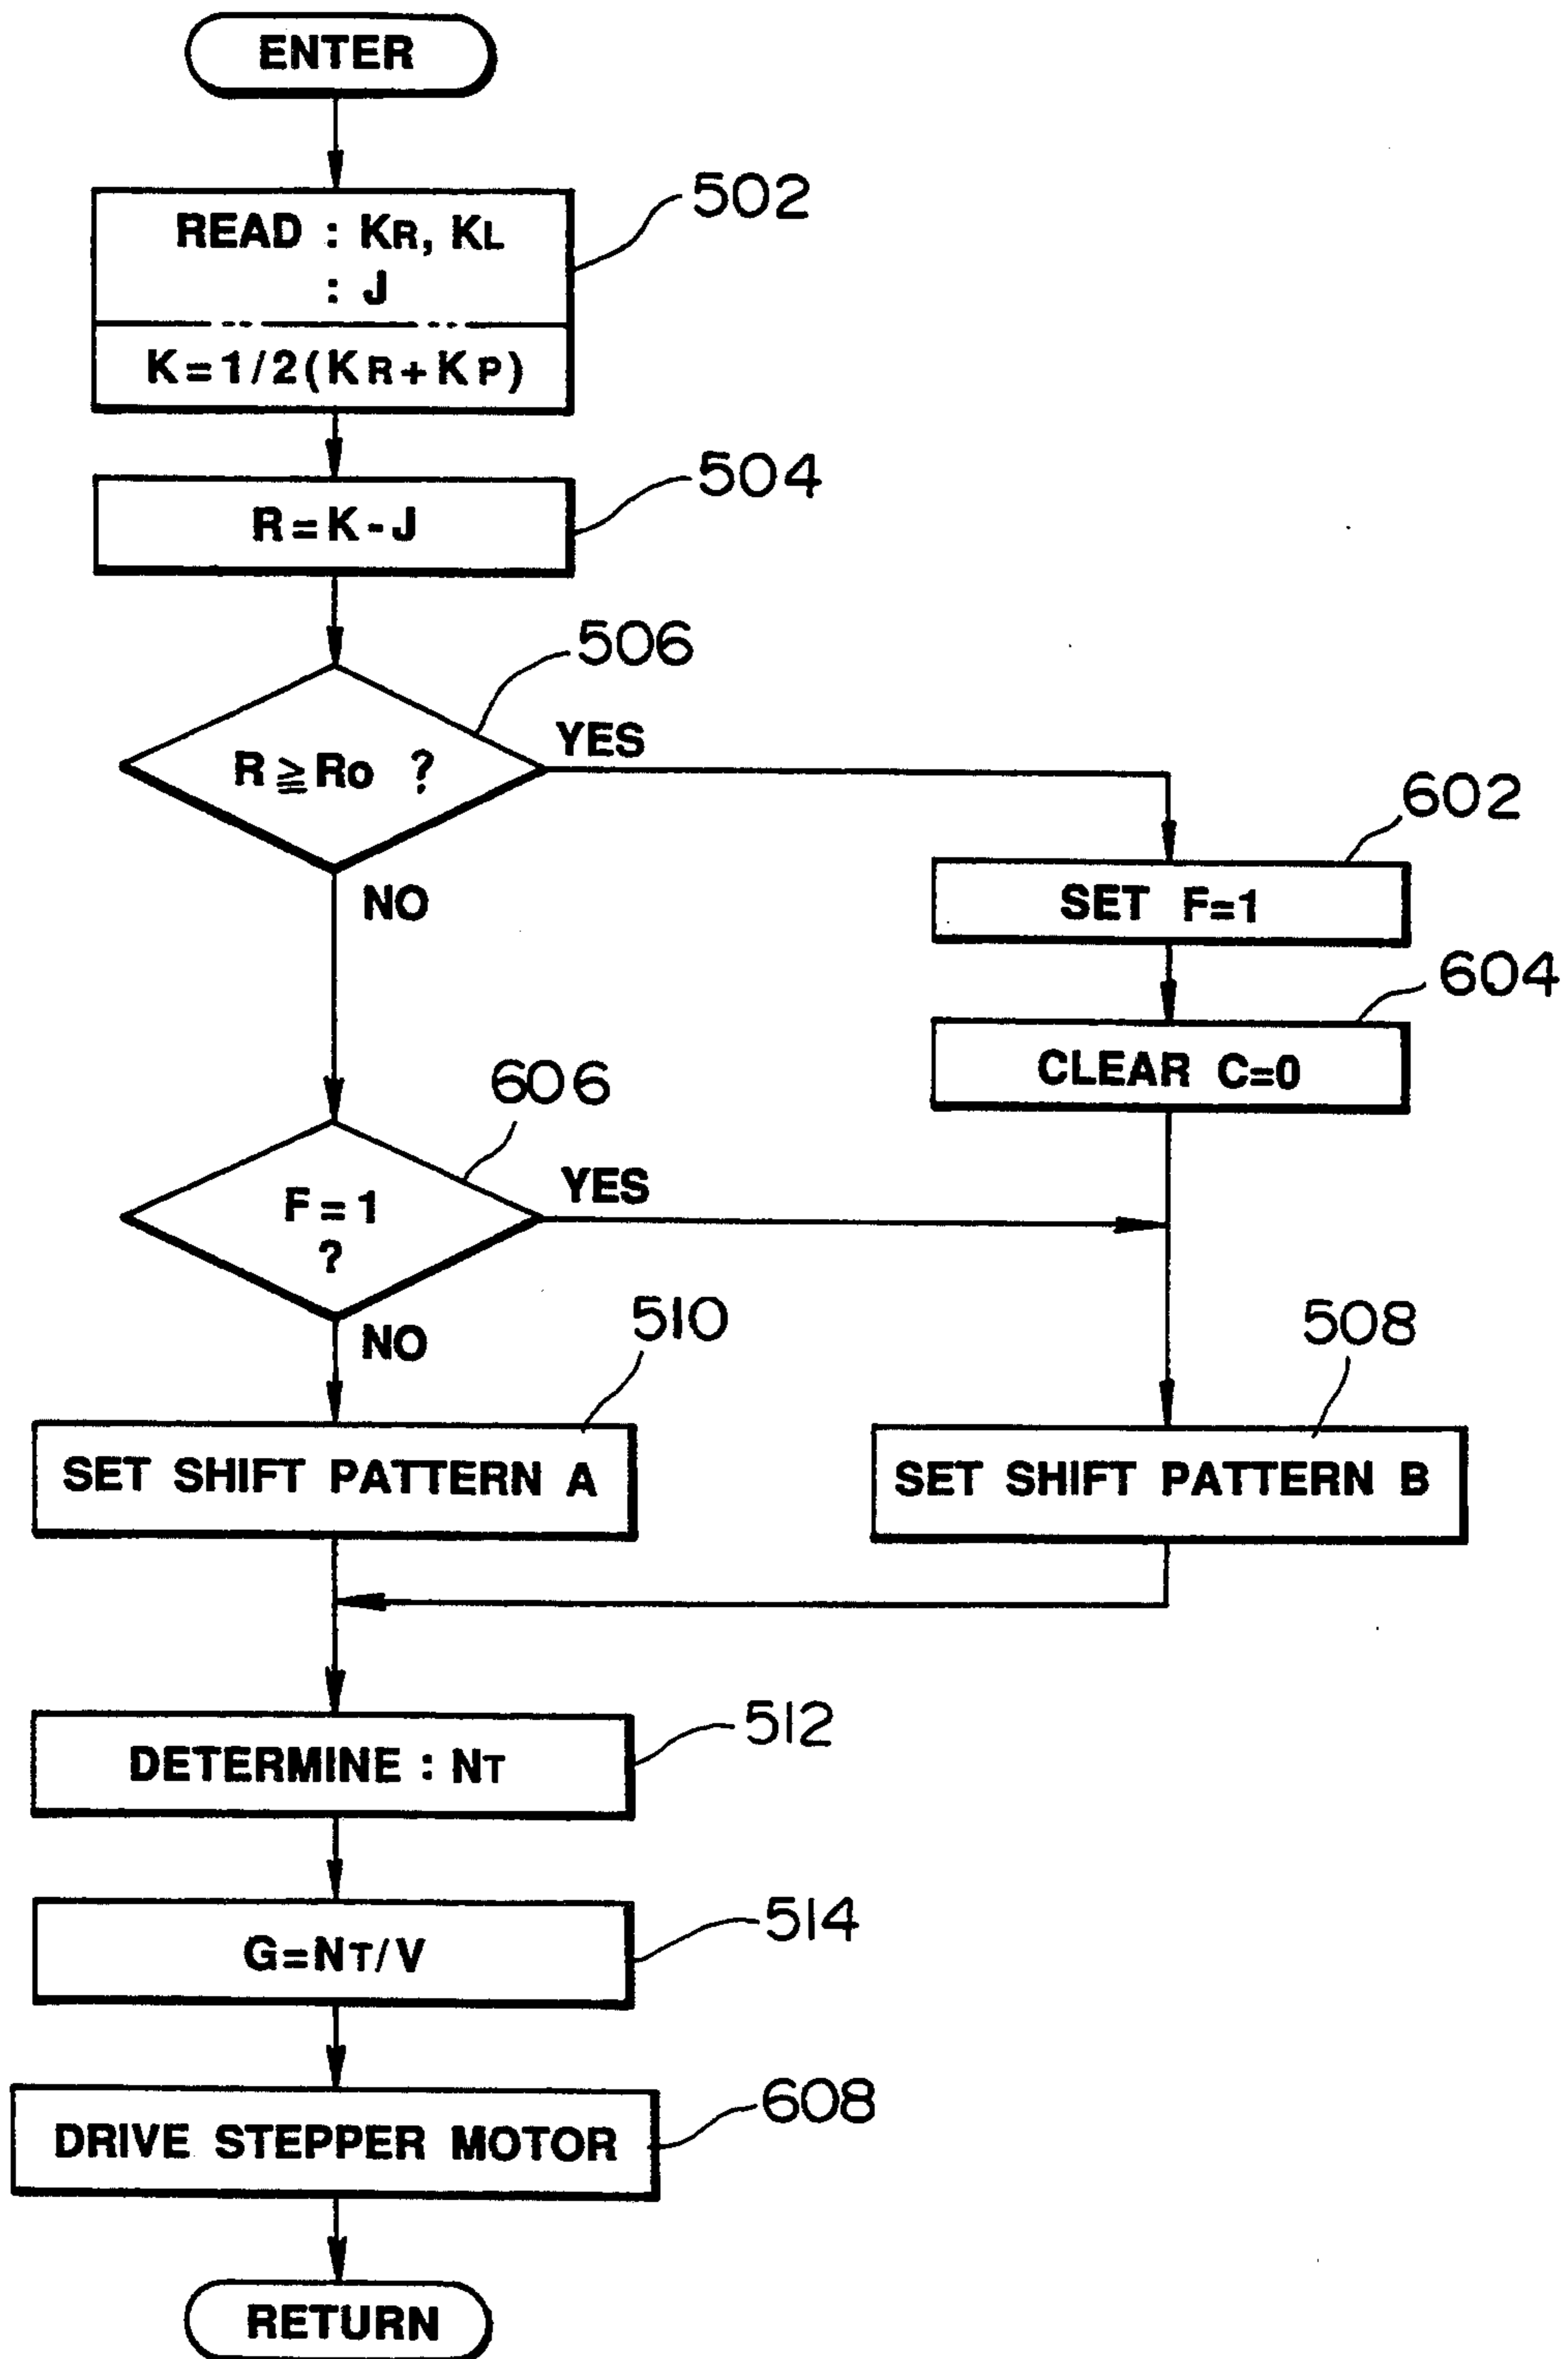 ENTER
502
READ : KR, KL
: J
K=1/2(KR+KP)
504
R=K-J
506
R≧Ro ?
YES
NO
602
SET F=1
604
CLEAR C=0
606
F=1
?
YES
NO
510
SET SHIFT PATTERN A
508
SET SHIFT PATTERN B
512
DETERMINE : NT
514
G=NT/V
608
DRIVE STEPPER MOTOR
RETURN